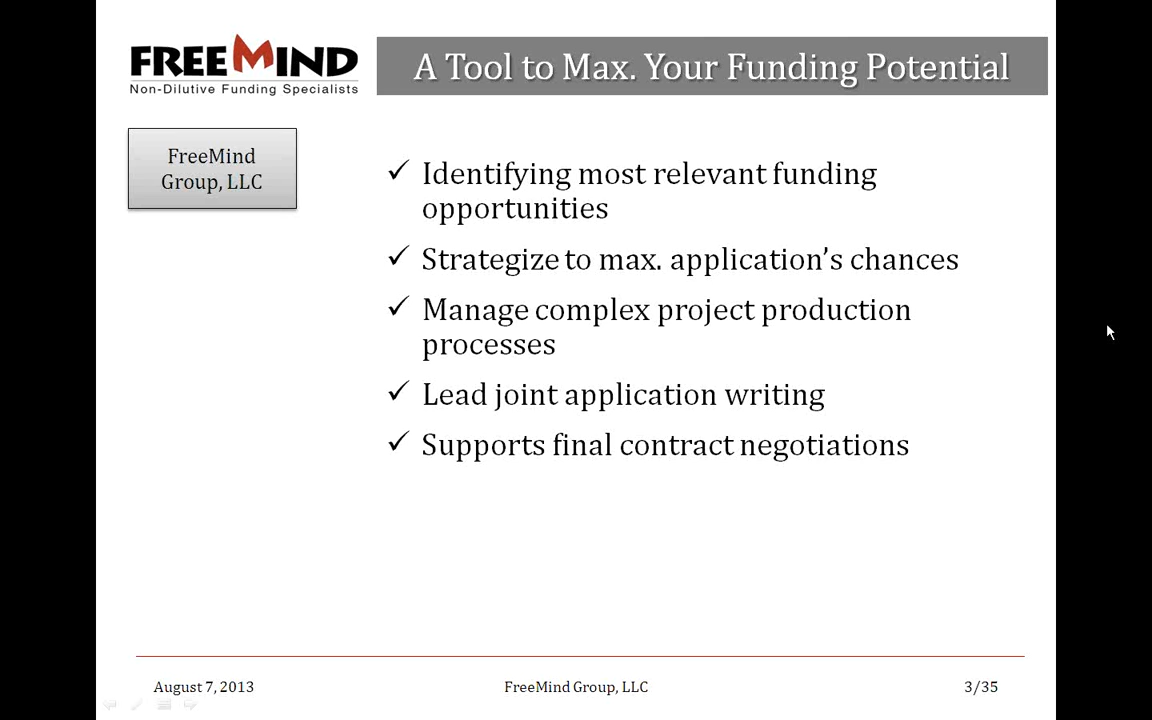 FREEMIND
Non-Dilutive Funding Specialists
A Tool to Max. Your Funding Potential
FreeMind
Group, LLC
✓ Identifying most relevant funding
opportunities
✓ Strategize to max. application’s chances
✓ Manage complex project production
processes
✓ Lead joint application writing
✓ Supports final contract negotiations
August 7, 2013
FreeMind Group, LLC
3/35